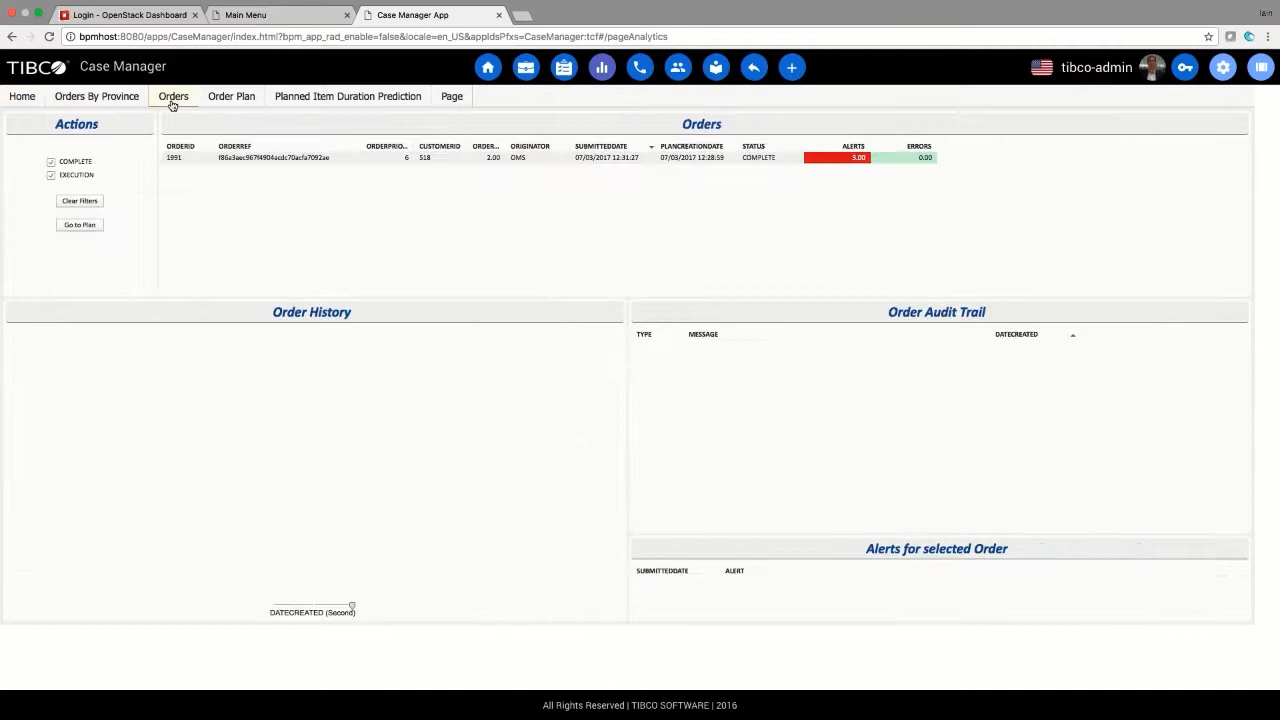 Login - OpenStack Dashboard
Main Menu
Case Manager App
Iain
bpmhost:8080/apps/CaseManager/index.html?bpm_app_rad_enable=false&locale=en_US&appIdsPfxs=CaseManager:tcf#/pageAnalytics
TIBCO Case Manager
tibco-admin
Home Orders By Province Orders Order Plan Planned Item Duration Prediction Page
Actions
COMPLETE
EXECUTION
Clear Filters
Go to Plan
Orders
ORDERID ORDERREF ORDERPRIO... CUSTOMERID ORDER... ORIGINATOR SUBMITTEDDATE PLANCREATIONDATE STATUS ALERTS ERRORS
1991 f86a3aec967f4904acdc70acfa7092ae 6 518 2.00 OMS 07/03/2017 12:31:27 07/03/2017 12:28:59 COMPLETE 3.00 0.00
Order History
DATECREATED (Second)
Order Audit Trail
TYPE MESSAGE DATECREATED
Alerts for selected Order
SUBMITTEDDATE ALERT
All Rights Reserved | TIBCO SOFTWARE | 2016